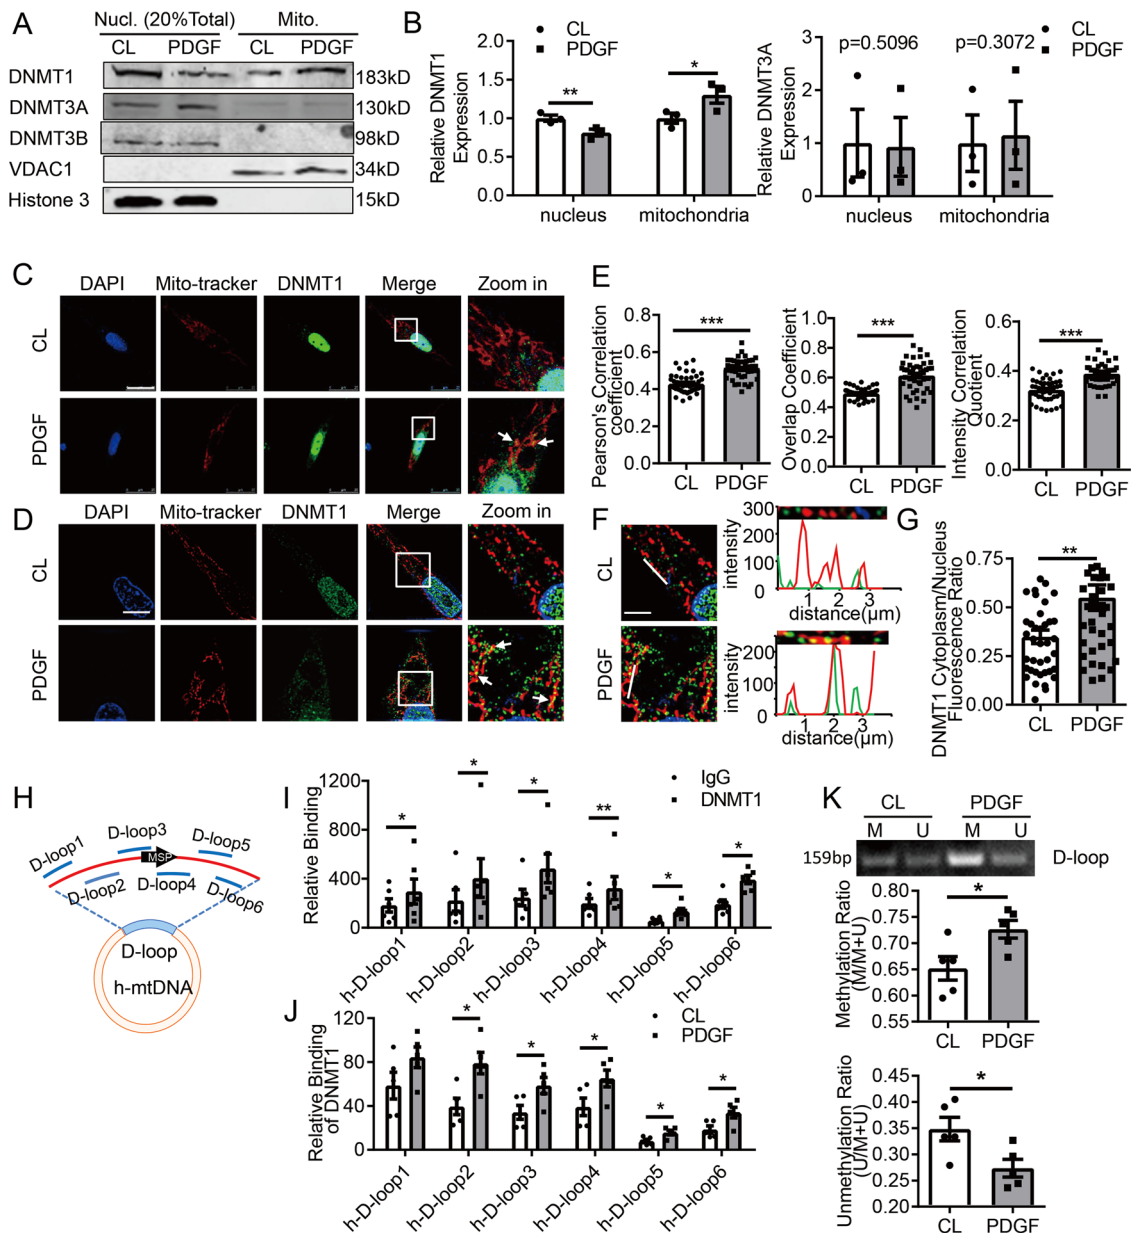 A
Nucl. (20%Total) Mito.
CL PDGF CL PDGF
DNMT1 183kD
DNMT3A 130kD
DNMT3B 98kD
VDAC1 34kD
Histone 3 15kD
B
Relative DNMT1
Expression
2.0
1.5
1.0
0.5
0.0
CL
PDGF
**
*
nucleus mitochondria
Relative DNMT3A
Expression
3
2
1
0
CL
PDGF
p=0.5096 p=0.3072
nucleus mitochondria
C
DAPI Mito-tracker DNMT1 Merge Zoom in
CL
PDGF
D
DAPI Mito-tracker DNMT1 Merge Zoom in
CL
PDGF
E
Pearson's Correlation
coefficient
0.8
0.6
0.4
0.2
0.0
***
CL PDGF
Overlap Coefficient
1.0
0.8
0.6
0.4
0.2
0.0
***
CL PDGF
Intensity Correlation
Quotient
0.6
0.4
0.2
0.0
***
CL PDGF
F
CL
PDGF
intensity
300
200
100
0
0 1 2 3
distance(μm)
intensity
200
100
0
0 1 2 3
distance(μm)
G
DNMT1 Cytoplasm/Nucleus
Fluorescence Ratio
0.75
0.50
0.25
0.00
**
CL PDGF
H
D-loop1
D-loop3
D-loop5
MSP
D-loop2
D-loop4
D-loop6
D-loop
h-mtDNA
I
Relative Binding
1200
800
400
0
IgG
DNMT1
* * * ** * *
h-D-loop1 h-D-loop2 h-D-loop3 h-D-loop4 h-D-loop5 h-D-loop6
J
Relative Binding
of DNMT1
120
80
40
0
CL
PDGF
* * * * *
h-D-loop1 h-D-loop2 h-D-loop3 h-D-loop4 h-D-loop5 h-D-loop6
K
CL PDGF
M U M U
159bp D-loop
Methylation Ratio
(M/M+U)
0.80
0.75
0.70
0.65
0.60
0.55
*
CL PDGF
Unmethylation Ratio
(U/M+U)
0.45
0.40
0.35
0.30
0.25
0.20
*
CL PDGF